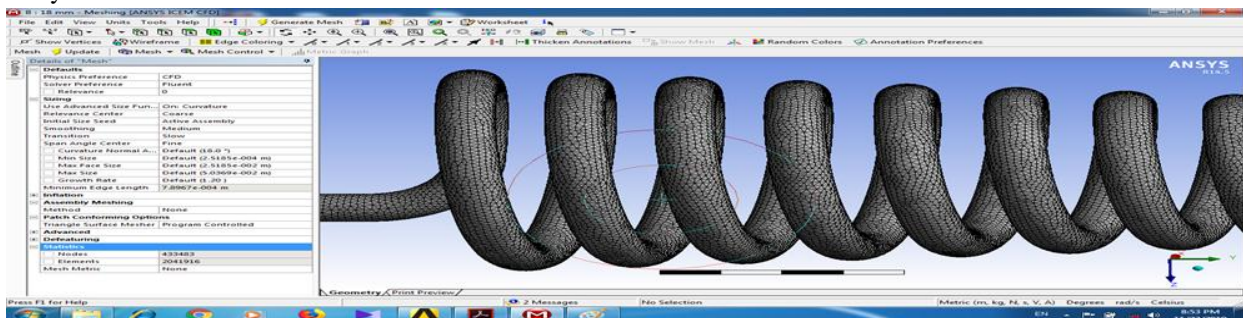 B : 18 mm - Meshing [ANSYS ICEM CFD]
File Edit View Units Tools Help Generate Mesh Worksheet
Show Vertices Wireframe Edge Coloring Thicken Annotations Show Mesh Random Colors Annotation Preferences
Mesh Update Mesh Mesh Control Metric Graph
Outline
Details of "Mesh"
Defaults
Physics Preference CFD
Solver Preference Fluent
Relevance 0
Sizing
Use Advanced Size Fun... On: Curvature
Relevance Center Coarse
Initial Size Seed Active Assembly
Smoothing Medium
Transition Slow
Span Angle Center Fine
Curvature Normal A... Default (18.0 °)
Min Size Default (2.5185e-004 m)
Max Face Size Default (2.5185e-002 m)
Max Size Default (5.0369e-002 m)
Growth Rate Default (1.20 )
Minimum Edge Length 7.8967e-004 m
Inflation
Assembly Meshing
Method None
Patch Conforming Options
Triangle Surface Mesher Program Controlled
Advanced
Defeaturing
Statistics
Nodes 433483
Elements 2041916
Mesh Metric None
ANSYS
R14.5
Y
Z
Geometry Print Preview
Press F1 for Help 2 Messages No Selection Metric (m, kg, N, s, V, A) Degrees rad/s Celsius
EN 8:53 PM